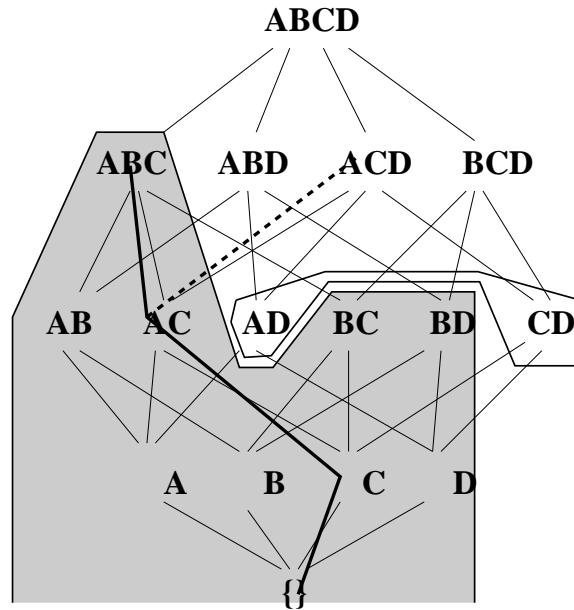 ABCD
ABC ABD ACD BCD
AB AC AD BC BD CD
A B C D
{}